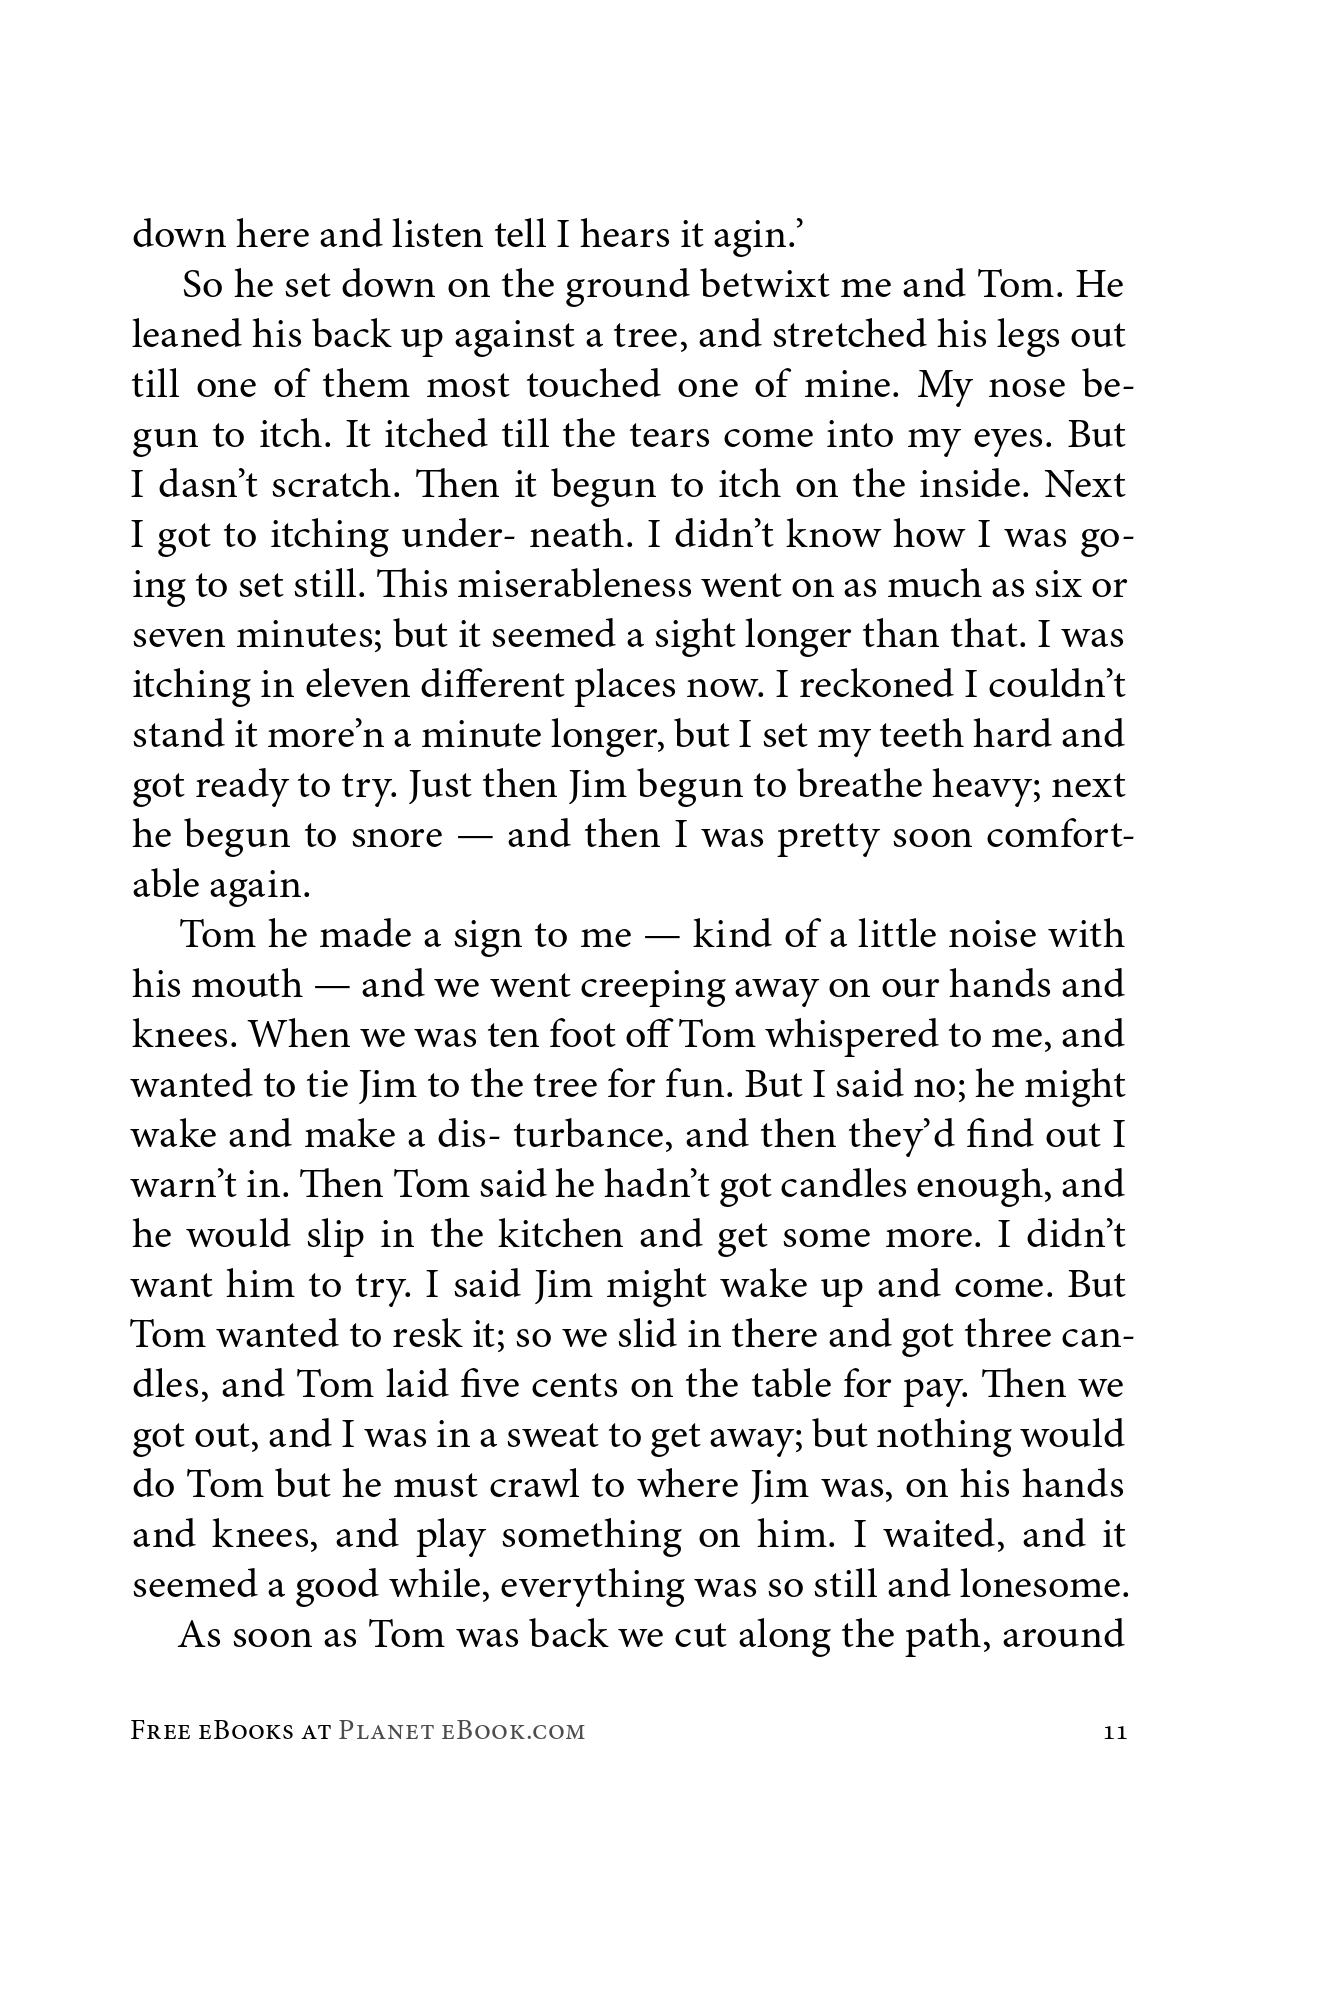 down here and listen tell I hears it agin.’
So he set down on the ground betwixt me and Tom. He
leaned his back up against a tree, and stretched his legs out
till one of them most touched one of mine. My nose be-
gun to itch. It itched till the tears come into my eyes. But
I dasn’t scratch. Then it begun to itch on the inside. Next
I got to itching under- neath. I didn’t know how I was go-
ing to set still. This miserableness went on as much as six or
seven minutes; but it seemed a sight longer than that. I was
itching in eleven different places now. I reckoned I couldn’t
stand it more’n a minute longer, but I set my teeth hard and
got ready to try. Just then Jim begun to breathe heavy; next
he begun to snore — and then I was pretty soon comfort-
able again.
Tom he made a sign to me — kind of a little noise with
his mouth — and we went creeping away on our hands and
knees. When we was ten foot off Tom whispered to me, and
wanted to tie Jim to the tree for fun. But I said no; he might
wake and make a dis- turbance, and then they’d find out I
warn’t in. Then Tom said he hadn’t got candles enough, and
he would slip in the kitchen and get some more. I didn’t
want him to try. I said Jim might wake up and come. But
Tom wanted to resk it; so we slid in there and got three can-
dles, and Tom laid five cents on the table for pay. Then we
got out, and I was in a sweat to get away; but nothing would
do Tom but he must crawl to where Jim was, on his hands
and knees, and play something on him. I waited, and it
seemed a good while, everything was so still and lonesome.
As soon as Tom was back we cut along the path, around
Free eBooks at Planet eBook.com 11